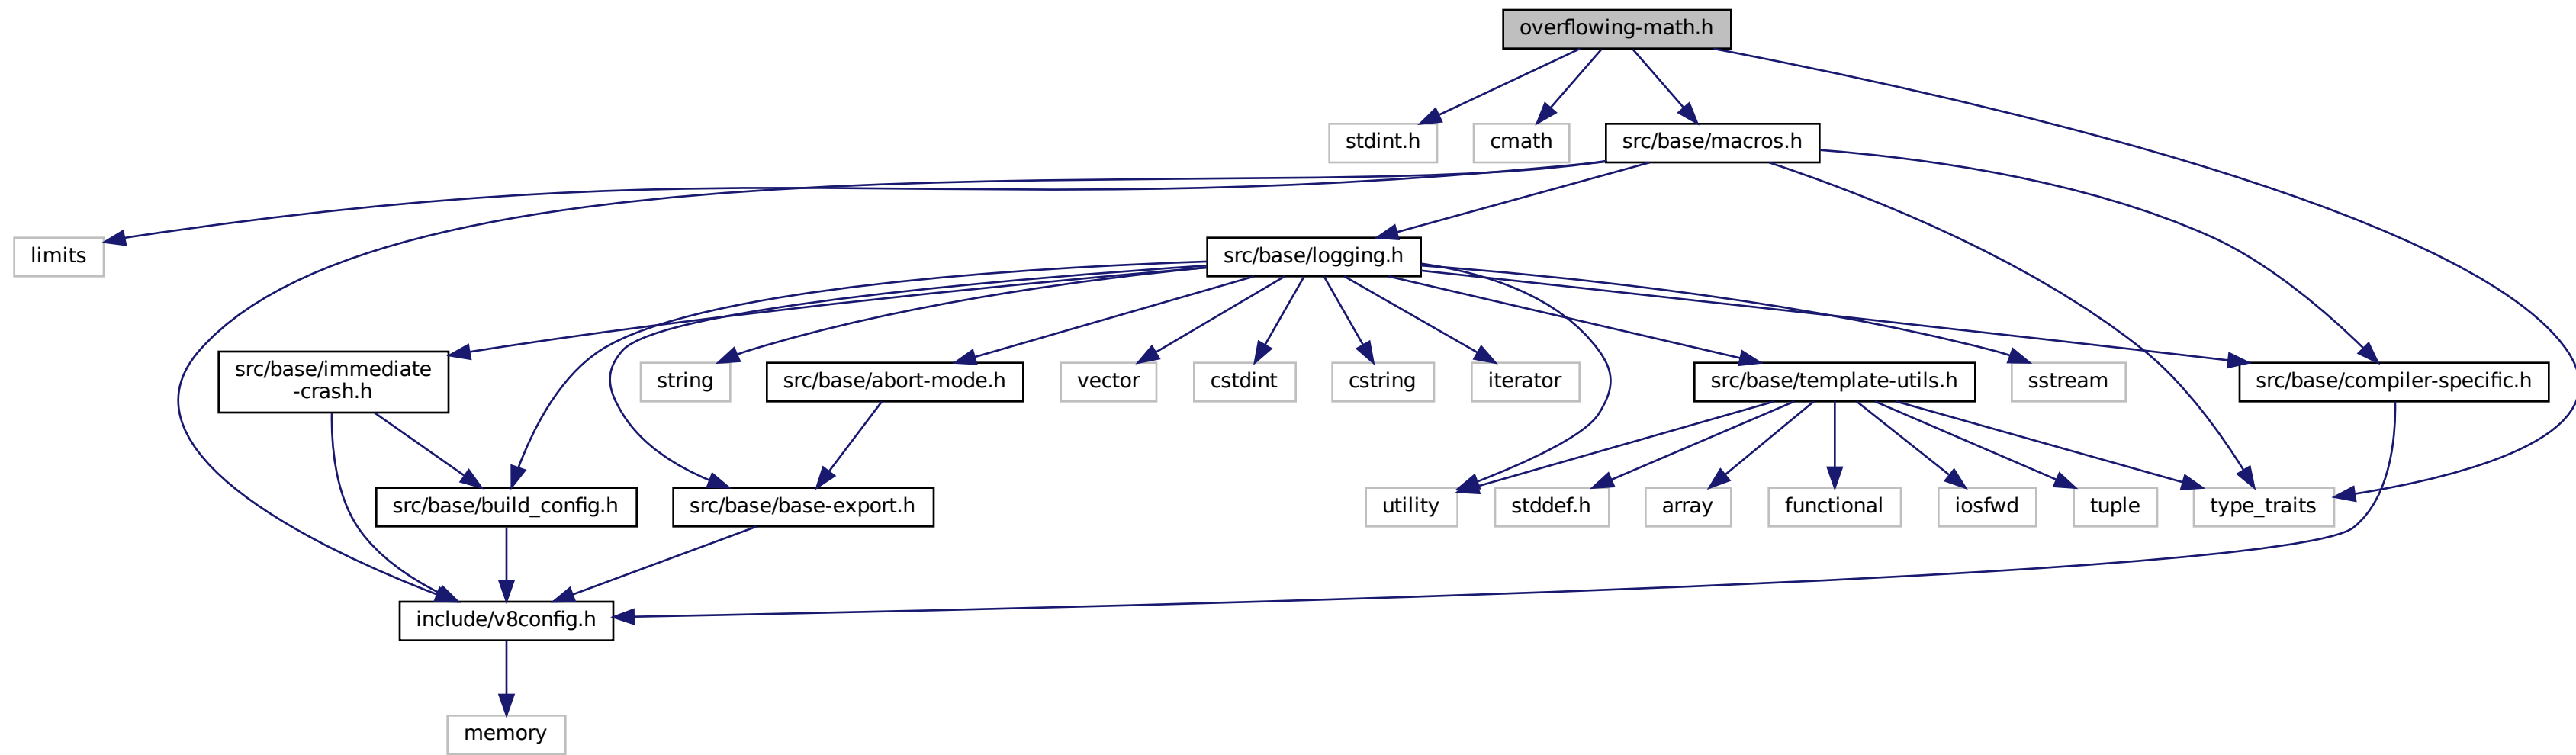 overflowing-math.h
stdint.h
cmath
src/base/macros.h
limits
src/base/logging.h
src/base/immediate
-crash.h
string
src/base/abort-mode.h
vector
cstdint
cstring
iterator
src/base/template-utils.h
sstream
src/base/compiler-specific.h
src/base/build_config.h
src/base/base-export.h
utility
stddef.h
array
functional
iosfwd
tuple
type_traits
include/v8config.h
memory